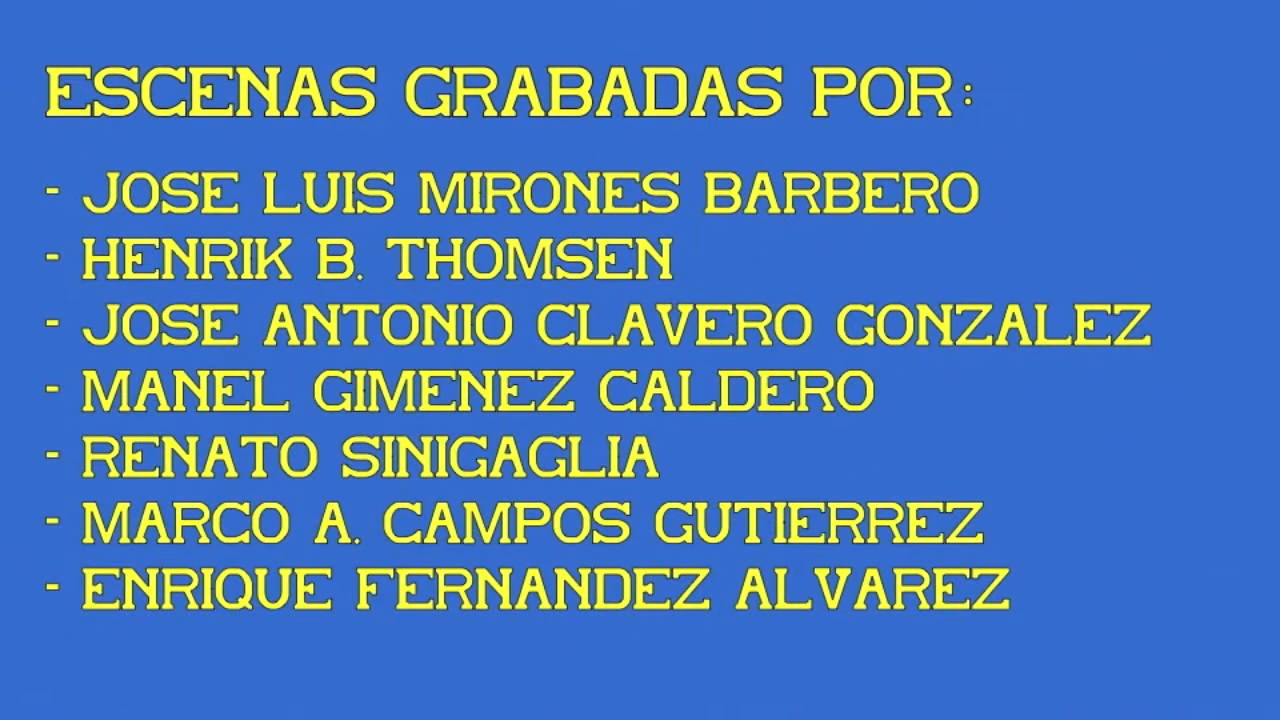 ESCENAS GRABADAS POR:
- JOSE LUIS MIRONES BARBERO
- HENRIK B. THOMSEN
- JOSE ANTONIO CLAVERO GONZALEZ
- MANEL GIMENEZ CALDERO
- RENATO SINIGAGLIA
- MARCO A. CAMPOS GUTIERREZ
- ENRIQUE FERNANDEZ ALVAREZ